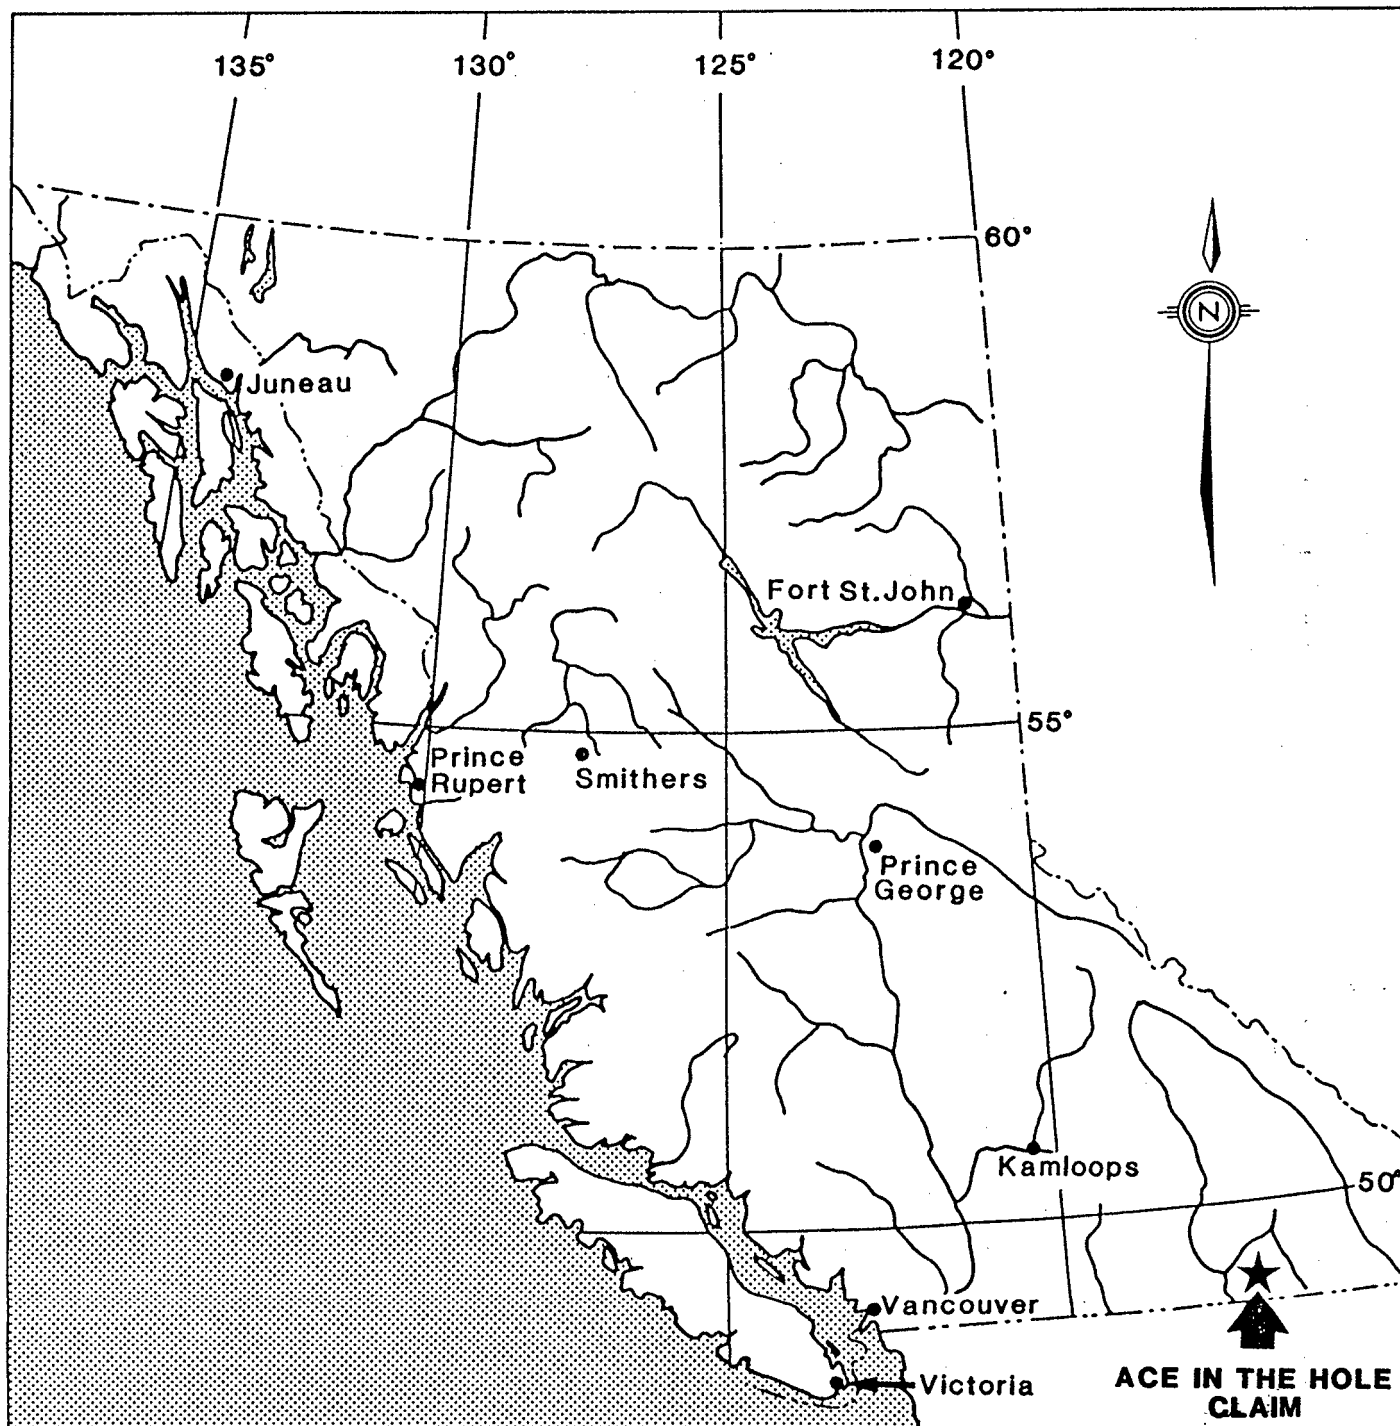 135° 130° 125° 120°
60°
N
Juneau
Fort St. John
55°
Prince
Rupert
Smithers
Prince
George
Kamloops
50°
Vancouver
Victoria
ACE IN THE HOLE
CLAIM